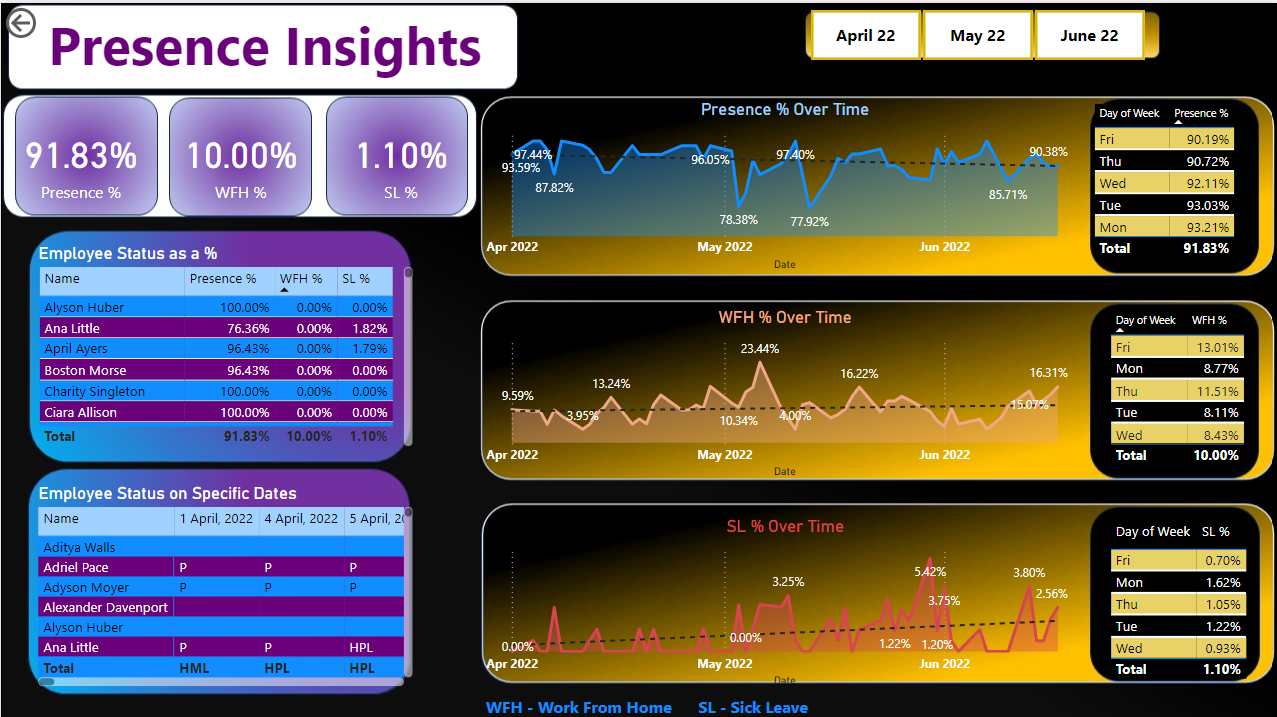 Presence Insights
April 22 May 22 June 22
91.83% 10.00% 1.10%
Presence % WFH % SL %
Employee Status as a %
Name Presence % WFH % SL %
Alyson Huber 100.00% 0.00% 0.00%
Ana Little 76.36% 0.00% 1.82%
April Ayers 96.43% 0.00% 1.79%
Boston Morse 96.43% 0.00% 0.00%
Charity Singleton 100.00% 0.00% 0.00%
Ciara Allison 100.00% 0.00% 0.00%
Total 91.83% 10.00% 1.10%
Employee Status on Specific Dates
Name 1 April, 2022 4 April, 2022 5 April, 20
Aditya Walls
Adriel Pace P P P
Adyson Moyer P P P
Alexander Davenport
Alyson Huber
Ana Little P P HPL
Total HML HPL HPL
Presence % Over Time
97.44% 96.05% 97.40% 90.38%
93.59%
87.82% 85.71%
78.38% 77.92%
Apr 2022 May 2022 Jun 2022
Date
Day of Week Presence %
Fri 90.19%
Thu 90.72%
Wed 92.11%
Tue 93.03%
Mon 93.21%
Total 91.83%
WFH % Over Time
23.44%
13.24% 16.22% 16.31%
9.59%
3.95% 10.34% 4.00% 15.07%
Apr 2022 May 2022 Jun 2022
Date
Day of Week WFH %
Fri 13.01%
Mon 8.77%
Thu 11.51%
Tue 8.11%
Wed 8.43%
Total 10.00%
SL % Over Time
3.25% 5.42% 3.80%
3.75% 2.56%
0.00% 0.00% 1.22% 1.20%
Apr 2022 May 2022 Jun 2022
Date
Day of Week SL %
Fri 0.70%
Mon 1.62%
Thu 1.05%
Tue 1.22%
Wed 0.93%
Total 1.10%
WFH - Work From Home SL - Sick Leave